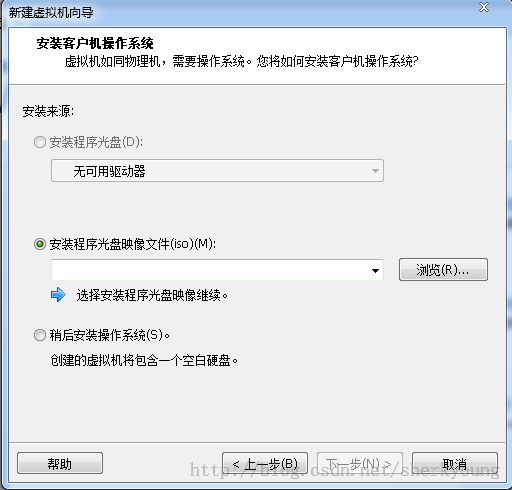 新建虚拟机向导
安装客户机操作系统
虚拟机如同物理机，需要操作系统。您将如何安装客户机操作系统?
安装来源:
安装程序光盘(D):
无可用驱动器
安装程序光盘映像文件(iso)(M):
浏览(R)...
选择安装程序光盘映像继续。
稍后安装操作系统(S)。
创建的虚拟机将包含一个空白硬盘。
帮助 < 上一步(B) 下一步(N) > 取消
http://blog.csdn.net/sherkyoung